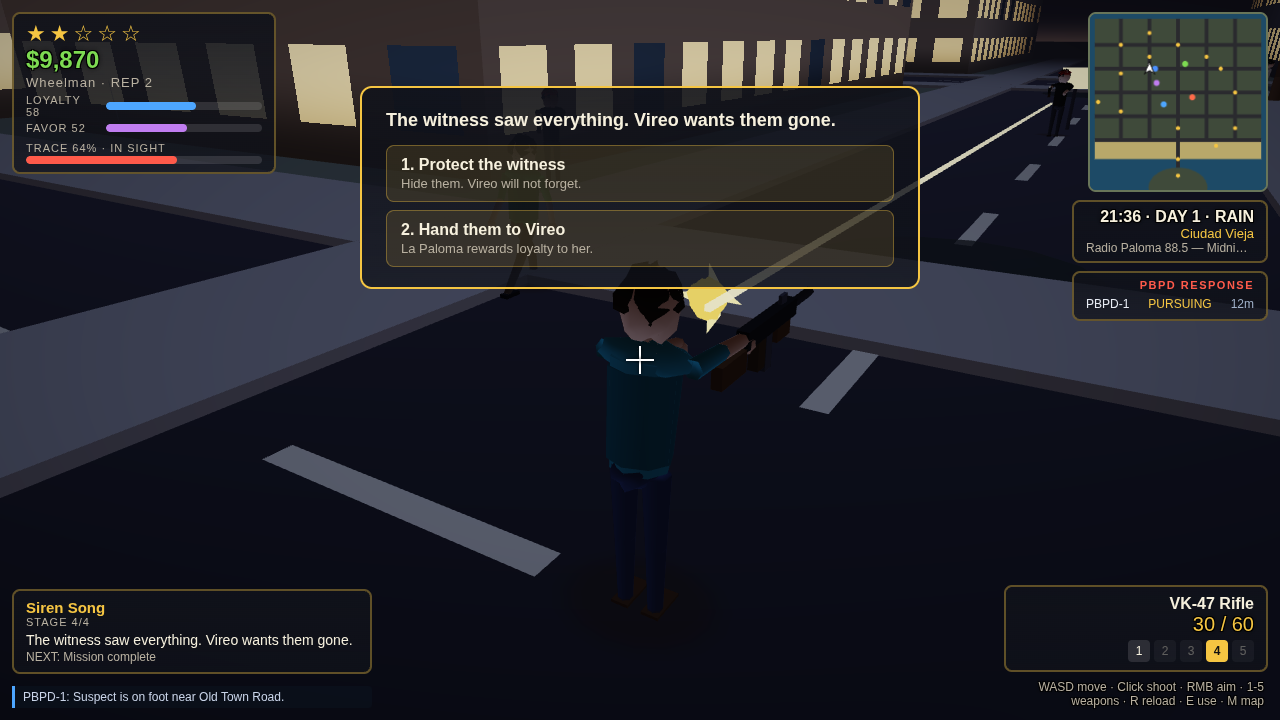 ★★☆☆☆
$9,870
Wheelman · REP 2
LOYALTY 58
FAVOR 52
TRACE 64% · IN SIGHT
The witness saw everything. Vireo wants them gone.
1. Protect the witness
Hide them. Vireo will not forget.
2. Hand them to Vireo
La Paloma rewards loyalty to her.
21:36 · DAY 1 · RAIN
Ciudad Vieja
Radio Paloma 88.5 — Midni…
PBPD RESPONSE
PBPD-1 PURSUING 12m
Siren Song
STAGE 4/4
The witness saw everything. Vireo wants them gone.
NEXT: Mission complete
PBPD-1: Suspect is on foot near Old Town Road.
VK-47 Rifle
30 / 60
1 2 3 4 5
WASD move · Click shoot · RMB aim · 1-5
weapons · R reload · E use · M map